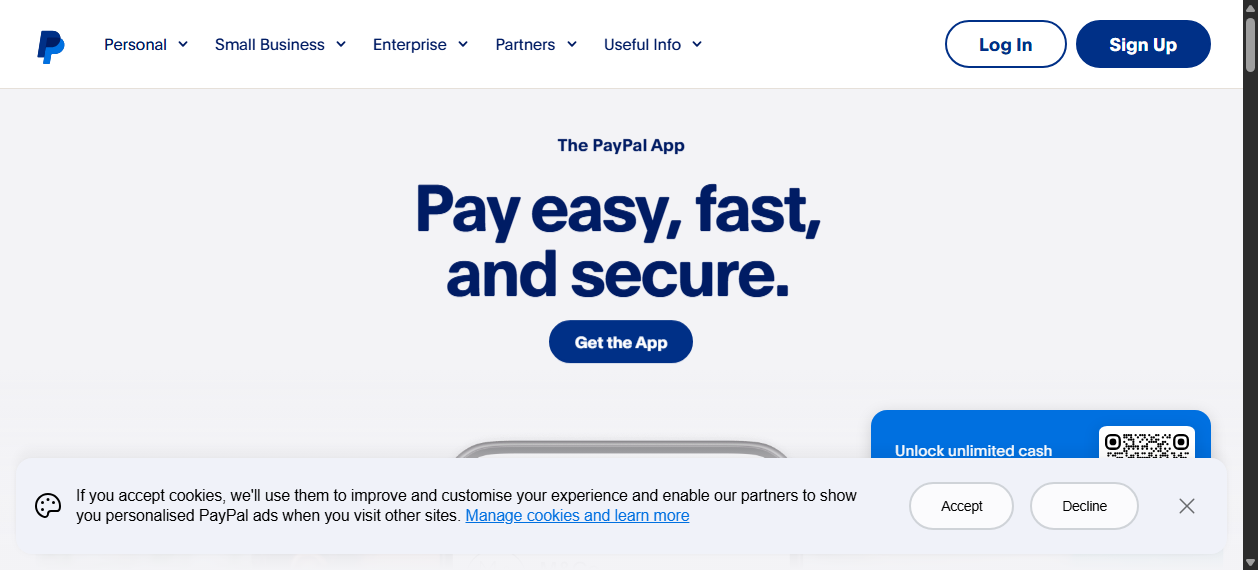 Personal
Small Business
Enterprise
Partners
Useful Info
Log In
Sign Up
The PayPal App
Pay easy, fast,
and secure.
Get the App
Unlock unlimited cash
If you accept cookies, we'll use them to improve and customise your experience and enable our partners to show
you personalised PayPal ads when you visit other sites. Manage cookies and learn more
Accept
Decline